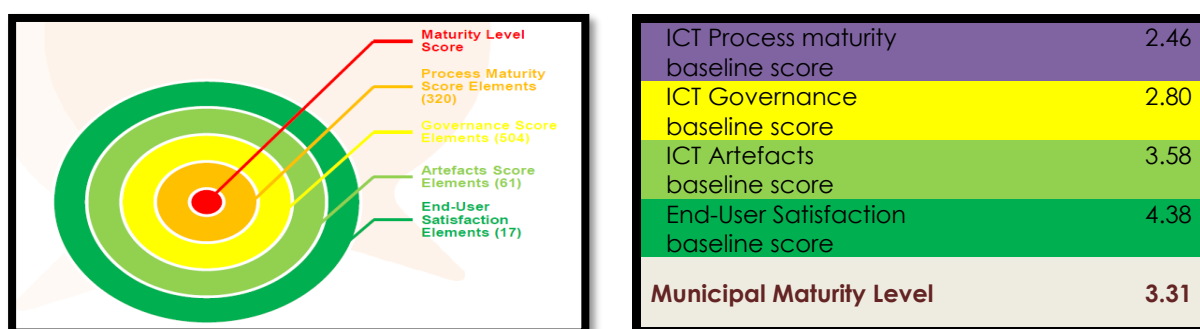 Maturity Level
Score
Process Maturity
Score Elements
(320)
Governance Score
Elements (504)
Artefacts Score
Elements (61)
End-User
Satisfaction
Elements (17)
ICT Process maturity 2.46
baseline score
ICT Governance 2.80
baseline score
ICT Artefacts 3.58
baseline score
End-User Satisfaction 4.38
baseline score
Municipal Maturity Level 3.31